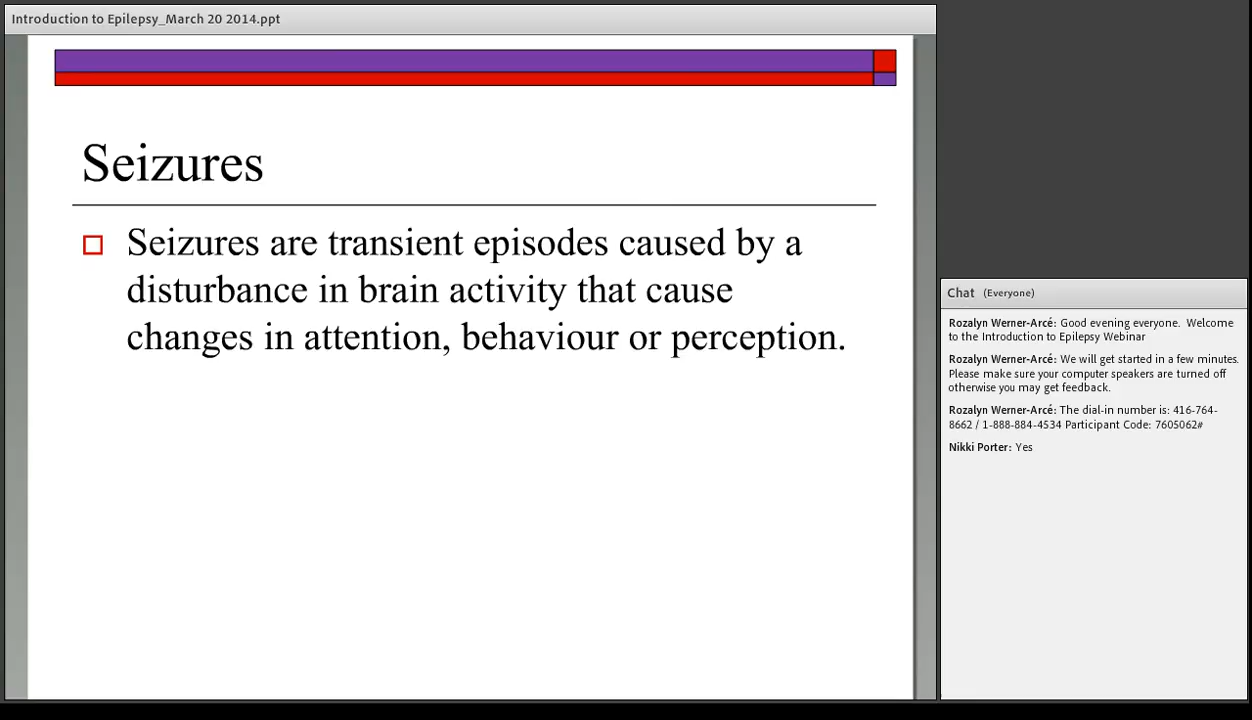 Introduction to Epilepsy_March 20 2014.ppt
Seizures
Seizures are transient episodes caused by a
disturbance in brain activity that cause
changes in attention, behaviour or perception.
Chat (Everyone)
Rozalyn Werner-Arcé: Good evening everyone.  Welcome
to the Introduction to Epilepsy Webinar
Rozalyn Werner-Arcé: We will get started in a few minutes.
Please make sure your computer speakers are turned off
otherwise you may get feedback.
Rozalyn Werner-Arcé: The dial-in number is: 416-764-
8662 / 1-888-884-4534 Participant Code: 7605062#
Nikki Porter: Yes